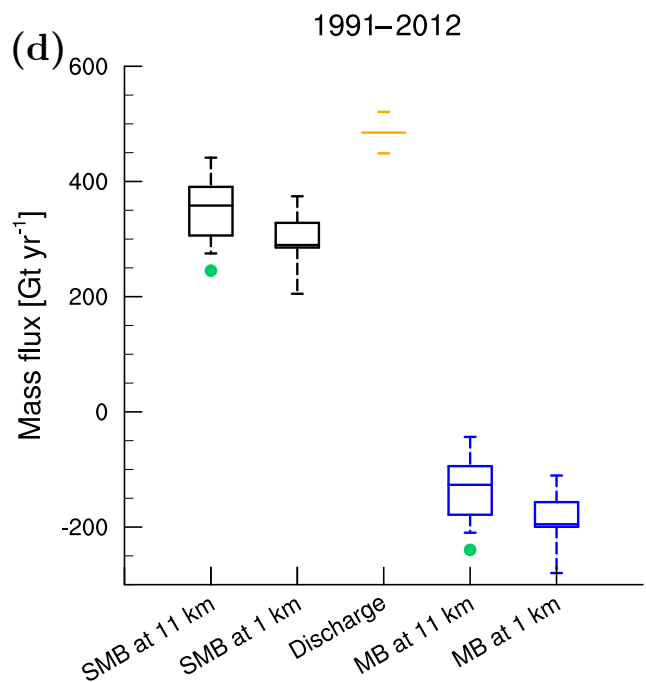 1991–2012
(d)
600
400
200
0
-200
Mass flux [Gt yr⁻¹]
SMB at 11 km
SMB at 1 km
Discharge
MB at 11 km
MB at 1 km